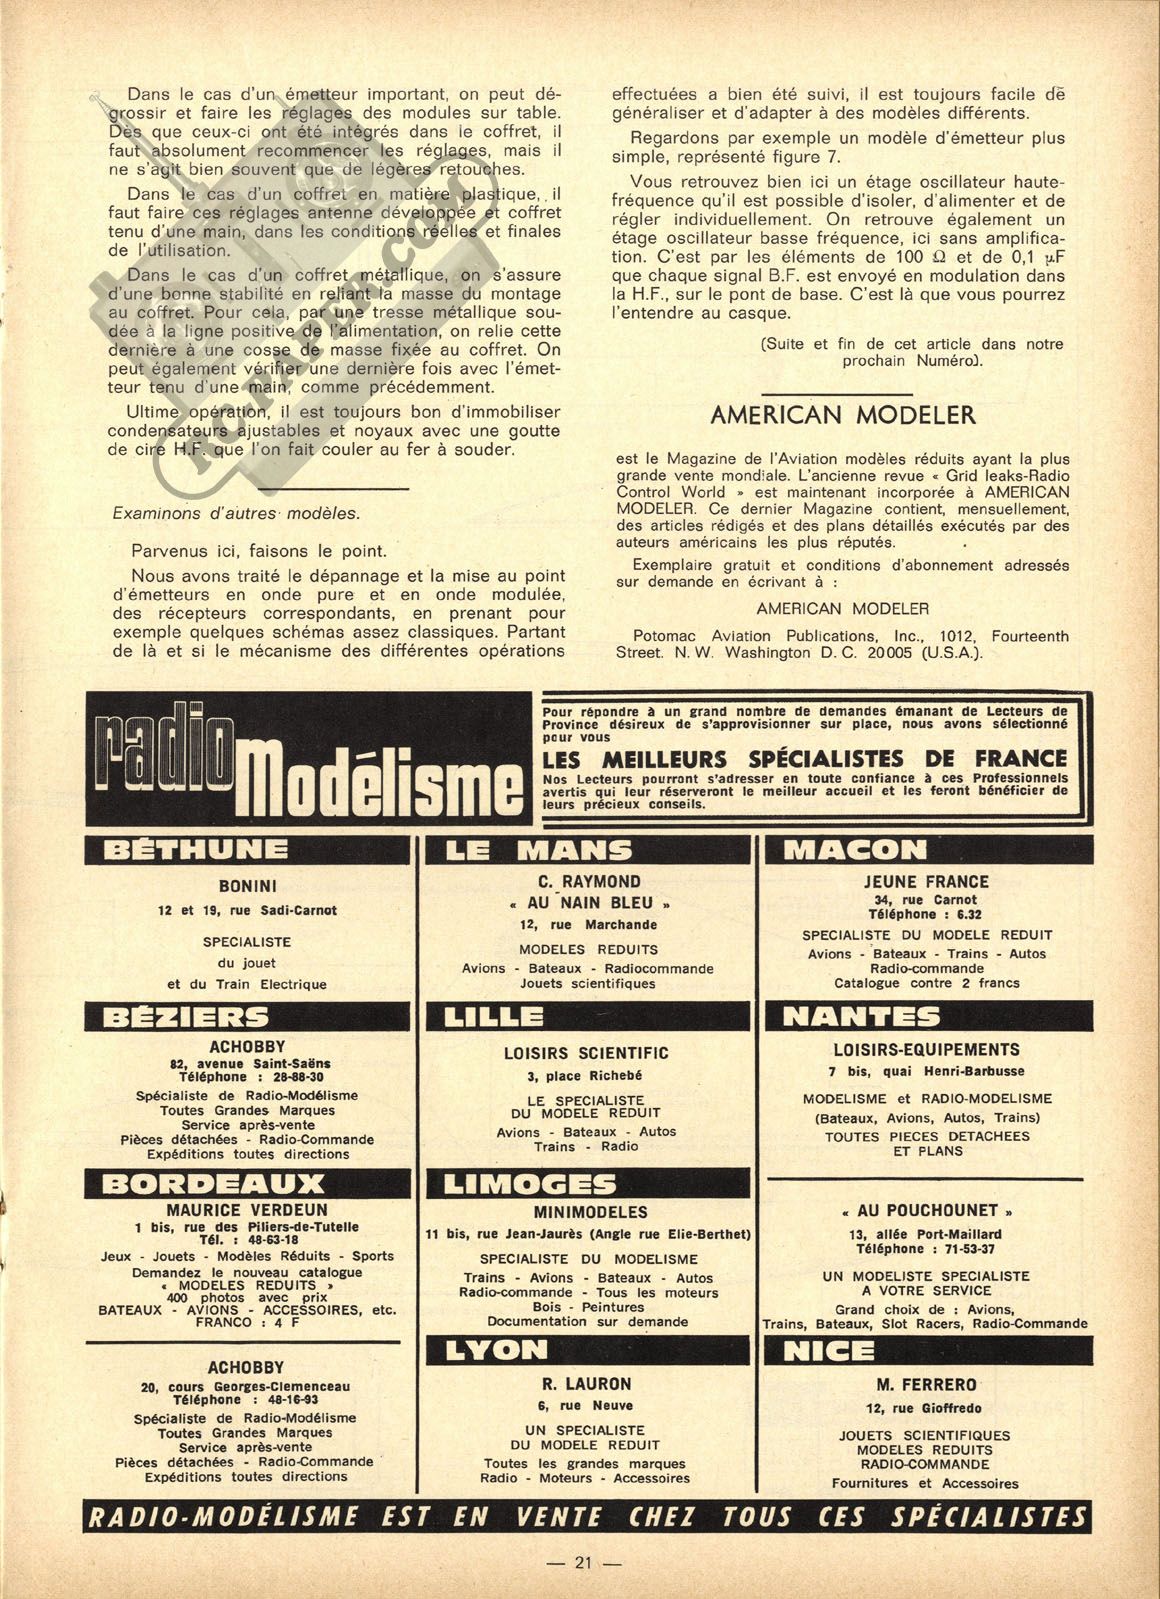 Dans le cas d'un émetteur important, on peut dé-
grossir et faire les réglages des modules sur table.
Dès que ceux-ci ont été intégrés dans le coffret, il
faut absolument recommencer les réglages, mais il
ne s'agit bien souvent que de légères retouches.
Dans le cas d'un coffret en matière plastique, il
faut faire ces réglages antenne développée et coffret
tenu d'une main, dans les conditions réelles et finales
de l'utilisation.
Dans le cas d'un coffret métallique, on s'assure
d'une bonne stabilité en reliant la masse du montage
au coffret. Pour cela, par une tresse métallique sou-
dée à la ligne positive de l'alimentation, on relie cette
dernière à une cosse de masse fixée au coffret. On
peut également vérifier une dernière fois avec l'émet-
teur tenu d'une main, comme précédemment.
Ultime opération, il est toujours bon d'immobiliser
condensateurs ajustables et noyaux avec une goutte
de cire H.F. que l'on fait couler au fer à souder.
RC-PAPER.COM
Examinons d'autres modèles.
Parvenus ici, faisons le point.
Nous avons traité le dépannage et la mise au point
d'émetteurs en onde pure et en onde modulée,
des récepteurs correspondants, en prenant pour
exemple quelques schémas assez classiques. Partant
de là et si le mécanisme des différentes opérations
effectuées a bien été suivi, il est toujours facile de
généraliser et d'adapter à des modèles différents.
Regardons par exemple un modèle d'émetteur plus
simple, représenté figure 7.
Vous retrouvez bien ici un étage oscillateur haute-
fréquence qu'il est possible d'isoler, d'alimenter et de
régler individuellement. On retrouve également un
étage oscillateur basse fréquence, ici sans amplifica-
tion. C'est par les éléments de 100 Ω et de 0,1 µF
que chaque signal B.F. est envoyé en modulation dans
la H.F., sur le pont de base. C'est là que vous pourrez
l'entendre au casque.
(Suite et fin de cet article dans notre
prochain Numéro).
AMERICAN MODELER
est le Magazine de l'Aviation modèles réduits ayant la plus
grande vente mondiale. L'ancienne revue « Grid leaks-Radio
Control World » est maintenant incorporée à AMERICAN
MODELER. Ce dernier Magazine contient, mensuellement,
des articles rédigés et des plans détaillés exécutés par des
auteurs américains les plus réputés.
Exemplaire gratuit et conditions d'abonnement adressés
sur demande en écrivant à :
AMERICAN MODELER
Potomac Aviation Publications, Inc., 1012, Fourteenth
Street. N. W. Washington D. C. 20005 (U.S.A.).
radio modélisme
Pour répondre à un grand nombre de demandes émanant de Lecteurs de
Province désireux de s'approvisionner sur place, nous avons sélectionné
pour vous
LES MEILLEURS SPÉCIALISTES DE FRANCE
Nos Lecteurs pourront s'adresser en toute confiance à ces Professionnels
avertis qui leur réserveront le meilleur accueil et les feront bénéficier de
leurs précieux conseils.
BÉTHUNE
BONINI
12 et 19, rue Sadi-Carnot
SPECIALISTE
du jouet
et du Train Electrique
BÉZIERS
ACHOBBY
82, avenue Saint-Saëns
Téléphone : 28-88-30
Spécialiste de Radio-Modélisme
Toutes Grandes Marques
Service après-vente
Pièces détachées - Radio-Commande
Expéditions toutes directions
BORDEAUX
MAURICE VERDEUN
1 bis, rue des Piliers-de-Tutelle
Tél. : 48-63-18
Jeux - Jouets - Modèles Réduits - Sports
Demandez le nouveau catalogue
« MODELES REDUITS »
400 photos avec prix
BATEAUX - AVIONS - ACCESSOIRES, etc.
FRANCO : 4 F
ACHOBBY
20, cours Georges-Clemenceau
Téléphone : 48-16-93
Spécialiste de Radio-Modélisme
Toutes Grandes Marques
Service après-vente
Pièces détachées - Radio-Commande
Expéditions toutes directions
LE MANS
C. RAYMOND
« AU NAIN BLEU »
12, rue Marchande
MODELES REDUITS
Avions - Bateaux - Radiocommande
Jouets scientifiques
LILLE
LOISIRS SCIENTIFIC
3, place Richebé
LE SPECIALISTE
DU MODELE REDUIT
Avions - Bateaux - Autos
Trains - Radio
LIMOGES
MINIMODELES
11 bis, rue Jean-Jaurès (Angle rue Elie-Berthet)
SPECIALISTE DU MODELISME
Trains - Avions - Bateaux - Autos
Radio-commande - Tous les moteurs
Bois - Peintures
Documentation sur demande
LYON
R. LAURON
6, rue Neuve
UN SPECIALISTE
DU MODELE REDUIT
Toutes les grandes marques
Radio - Moteurs - Accessoires
MACON
JEUNE FRANCE
34, rue Carnot
Téléphone : 6.32
SPECIALISTE DU MODELE REDUIT
Avions - Bateaux - Trains - Autos
Radio-commande
Catalogue contre 2 francs
NANTES
LOISIRS-EQUIPEMENTS
7 bis, quai Henri-Barbusse
MODELISME et RADIO-MODELISME
(Bateaux, Avions, Autos, Trains)
TOUTES PIECES DETACHEES
ET PLANS
« AU POUCHOUNET »
13, allée Port-Maillard
Téléphone : 71-53-37
UN MODELISTE SPECIALISTE
A VOTRE SERVICE
Grand choix de : Avions,
Trains, Bateaux, Slot Racers, Radio-Commande
NICE
M. FERRERO
12, rue Gioffredo
JOUETS SCIENTIFIQUES
MODELES REDUITS
RADIO-COMMANDE
Fournitures et Accessoires
RADIO-MODÉLISME EST EN VENTE CHEZ TOUS CES SPÉCIALISTES
— 21 —